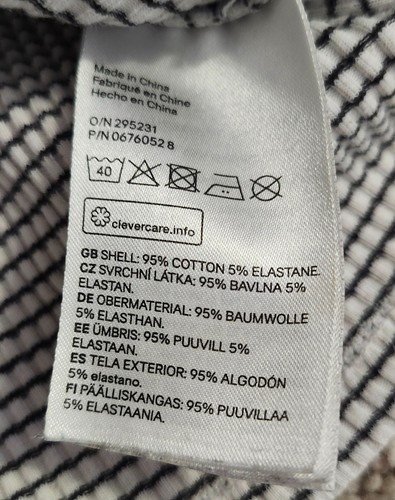 Made in China
Fabriqué en Chine
Hecho en China
O/N 295231
P/N 0676052 8
40
clevercare.info
GB SHELL: 95% COTTON 5% ELASTANE.
CZ SVRCHNÍ LÁTKA: 95% BAVLNA 5%
ELASTAN.
DE OBERMATERIAL: 95% BAUMWOLLE
5% ELASTHAN.
EE ÜMBRIS: 95% PUUVILL 5%
ELASTAAN.
ES TELA EXTERIOR: 95% ALGODÓN
5% elastano.
FI PÄÄLLISKANGAS: 95% PUUVILLAA
5% ELASTAANIA.